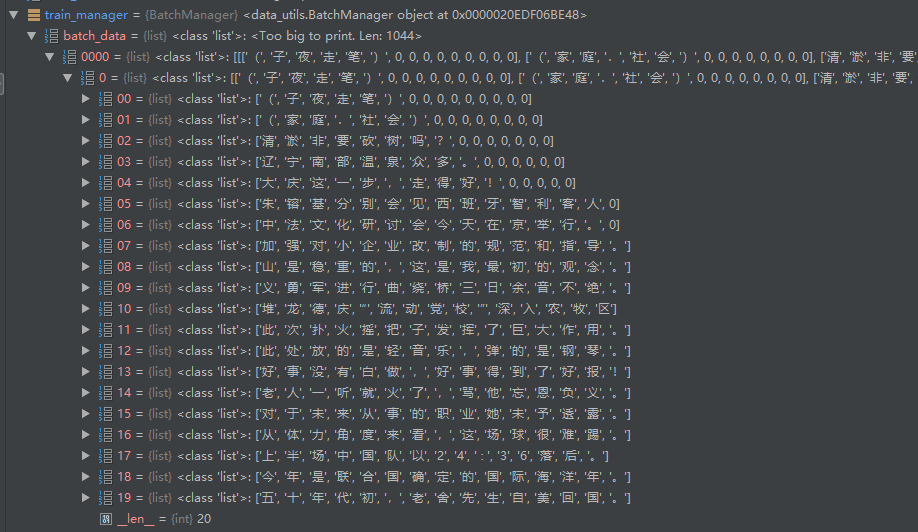 train_manager = {BatchManager} <data_utils.BatchManager object at 0x0000020EDF06BE48>
batch_data = {list} <class 'list'>: <Too big to print. Len: 1044>
0000 = {list} <class 'list'>: [[['（', '子', '夜', '走', '笔', '）', 0, 0, 0, 0, 0, 0, 0, 0, 0], ['（', '家', '庭', '．', '社', '会', '）', 0, 0, 0, 0, 0, 0, 0, 0], ['清', '淤', '非', '要',
0 = {list} <class 'list'>: [['（', '子', '夜', '走', '笔', '）', 0, 0, 0, 0, 0, 0, 0, 0, 0], ['（', '家', '庭', '．', '社', '会', '）', 0, 0, 0, 0, 0, 0, 0, 0], ['清', '淤', '非', '要',
00 = {list} <class 'list'>: ['（', '子', '夜', '走', '笔', '）', 0, 0, 0, 0, 0, 0, 0, 0, 0]
01 = {list} <class 'list'>: ['（', '家', '庭', '．', '社', '会', '）', 0, 0, 0, 0, 0, 0, 0, 0]
02 = {list} <class 'list'>: ['清', '淤', '非', '要', '砍', '树', '吗', '？', 0, 0, 0, 0, 0, 0, 0]
03 = {list} <class 'list'>: ['辽', '宁', '南', '部', '温', '泉', '众', '多', '。', 0, 0, 0, 0, 0, 0]
04 = {list} <class 'list'>: ['大', '庆', '这', '一', '步', '，', '走', '得', '好', '！', 0, 0, 0, 0, 0]
05 = {list} <class 'list'>: ['朱', '镕', '基', '分', '别', '会', '见', '西', '班', '牙', '智', '利', '客', '人', 0]
06 = {list} <class 'list'>: ['中', '法', '文', '化', '研', '讨', '会', '今', '天', '在', '京', '举', '行', '。', 0]
07 = {list} <class 'list'>: ['加', '强', '对', '小', '企', '业', '改', '制', '的', '规', '范', '和', '指', '导', '。']
08 = {list} <class 'list'>: ['山', '是', '稳', '重', '的', '，', '这', '是', '我', '最', '初', '的', '观', '念', '。']
09 = {list} <class 'list'>: ['义', '勇', '军', '进', '行', '曲', '绕', '桥', '三', '日', '余', '音', '不', '绝', '。']
10 = {list} <class 'list'>: ['堆', '龙', '德', '庆', '“', '流', '动', '党', '校', '”', '深', '入', '农', '牧', '区']
11 = {list} <class 'list'>: ['此', '次', '扑', '火', '摇', '把', '子', '发', '挥', '了', '巨', '大', '作', '用', '。']
12 = {list} <class 'list'>: ['此', '处', '放', '的', '是', '轻', '音', '乐', '，', '弹', '的', '是', '钢', '琴', '。']
13 = {list} <class 'list'>: ['好', '事', '没', '有', '白', '做', '，', '好', '事', '得', '到', '了', '好', '报', '！']
14 = {list} <class 'list'>: ['老', '人', '一', '听', '就', '火', '了', '，', '骂', '他', '忘', '恩', '负', '义', '。']
15 = {list} <class 'list'>: ['对', '于', '未', '来', '从', '事', '的', '职', '业', '她', '未', '予', '透', '露', '。']
16 = {list} <class 'list'>: ['从', '体', '力', '角', '度', '来', '看', '，', '这', '场', '球', '很', '难', '踢', '。']
17 = {list} <class 'list'>: ['上', '半', '场', '中', '国', '队', '以', '2', '4', '：', '3', '6', '落', '后', '。']
18 = {list} <class 'list'>: ['今', '年', '是', '联', '合', '国', '确', '定', '的', '国', '际', '海', '洋', '年', '。']
19 = {list} <class 'list'>: ['五', '十', '年', '代', '初', '，', '老', '舍', '先', '生', '自', '美', '回', '国', '。']
__len__ = {int} 20